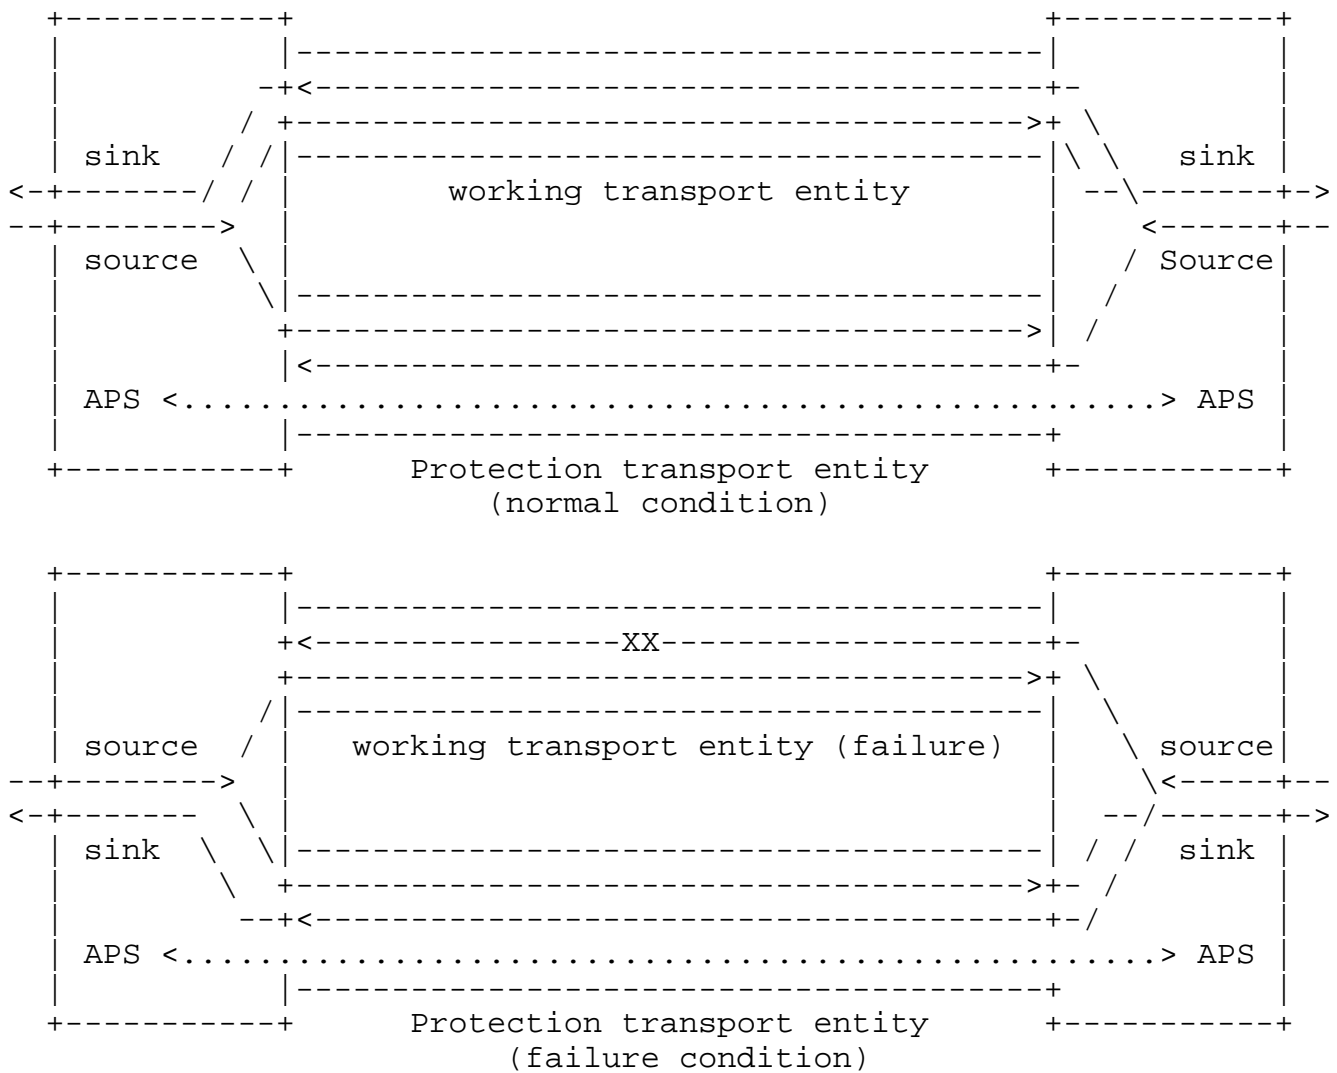 sink sink
working transport entity
source Source
APS APS
Protection transport entity
(normal condition)
XX
source working transport entity (failure) source
sink sink
APS APS
Protection transport entity
(failure condition)